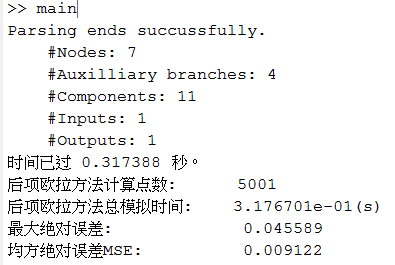 >> main
Parsing ends succussfully.
#Nodes: 7
#Auxilliary branches: 4
#Components: 11
#Inputs: 1
#Outputs: 1
时间已过 0.317388 秒。
后项欧拉方法计算点数: 5001
后项欧拉方法总模拟时间: 3.176701e-01(s)
最大绝对误差: 0.045589
均方绝对误差MSE: 0.009122